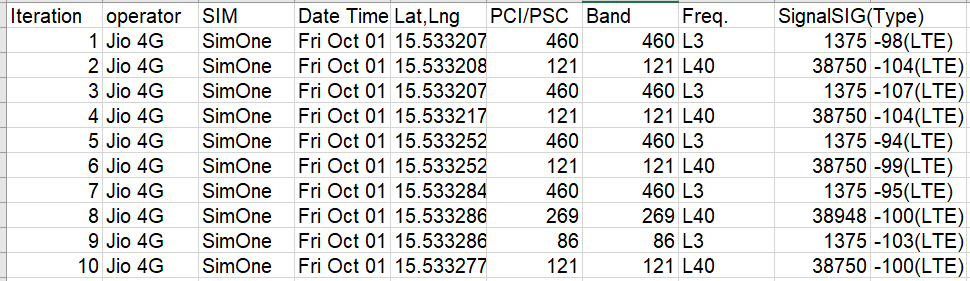 Iteration operator SIM Date Time Lat,Lng PCI/PSC Band Freq. SignalSIG(Type)
1 Jio 4G SimOne Fri Oct 01 15.533207 460 460 L3 1375 -98(LTE)
2 Jio 4G SimOne Fri Oct 01 15.533208 121 121 L40 38750 -104(LTE)
3 Jio 4G SimOne Fri Oct 01 15.533207 460 460 L3 1375 -107(LTE)
4 Jio 4G SimOne Fri Oct 01 15.533217 121 121 L40 38750 -104(LTE)
5 Jio 4G SimOne Fri Oct 01 15.533252 460 460 L3 1375 -94(LTE)
6 Jio 4G SimOne Fri Oct 01 15.533252 121 121 L40 38750 -99(LTE)
7 Jio 4G SimOne Fri Oct 01 15.533284 460 460 L3 1375 -95(LTE)
8 Jio 4G SimOne Fri Oct 01 15.533286 269 269 L40 38948 -100(LTE)
9 Jio 4G SimOne Fri Oct 01 15.533286 86 86 L3 1375 -103(LTE)
10 Jio 4G SimOne Fri Oct 01 15.533277 121 121 L40 38750 -100(LTE)